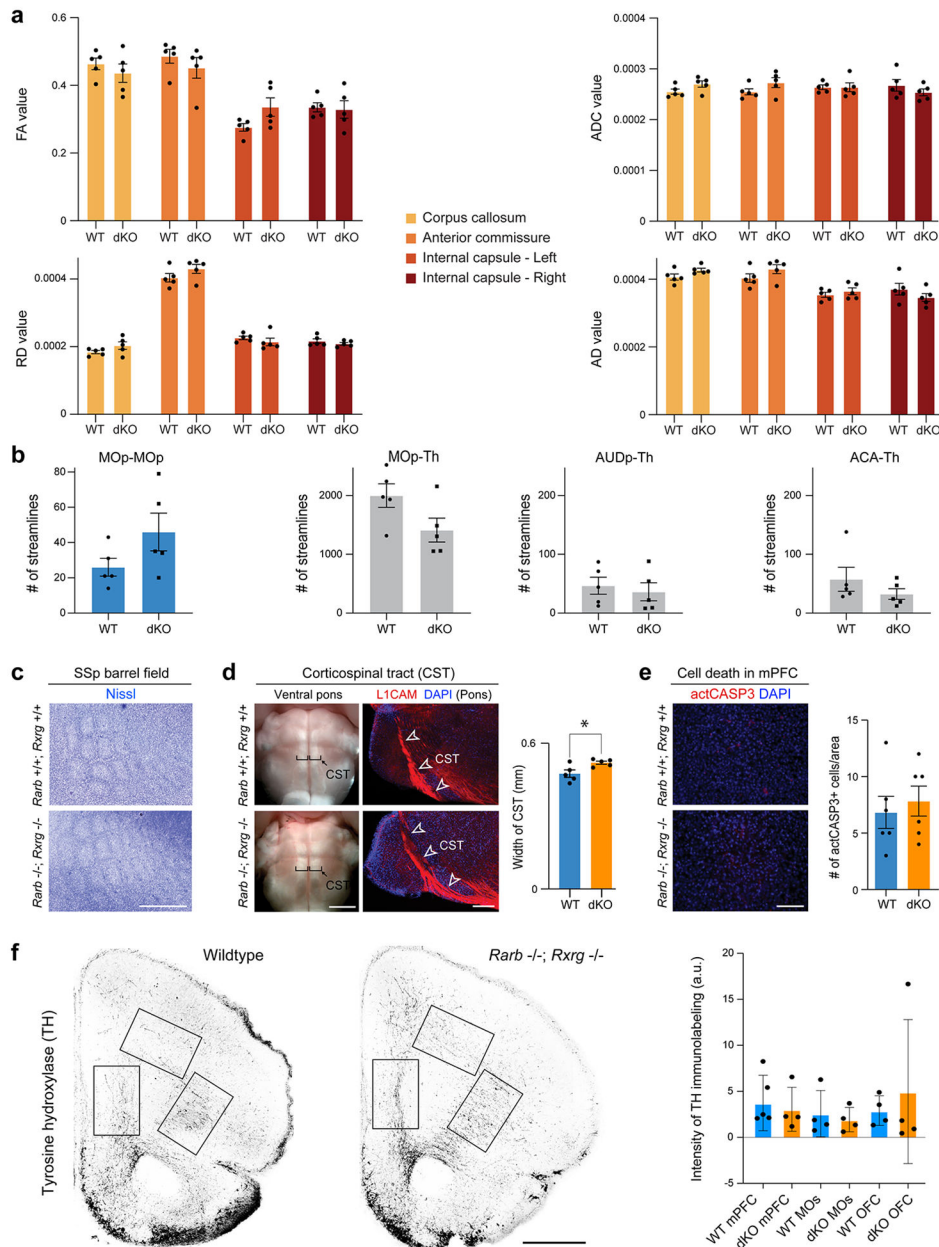 a
0.6
0.4
0.2
0
FA value
WT
dKO
WT
dKO
WT
dKO
WT
dKO
0.0004
0.0003
0.0002
0.0001
0
ADC value
WT
dKO
WT
dKO
WT
dKO
WT
dKO
Corpus callosum
Anterior commissure
Internal capsule - Left
Internal capsule - Right
0.0004
0.0002
0
RD value
WT
dKO
WT
dKO
WT
dKO
WT
dKO
0.0004
0.0002
0
AD value
WT
dKO
WT
dKO
WT
dKO
WT
dKO
b
MOp-MOp
80
60
40
20
0
# of streamlines
WT
dKO
MOp-Th
2000
1000
0
# of streamlines
WT
dKO
AUDp-Th
200
100
0
# of streamlines
WT
dKO
ACA-Th
200
100
0
# of streamlines
WT
dKO
c
SSp barrel field
Nissl
Rarb +/+; Rxrg +/+
Rarb -/-; Rxrg -/-
d
Corticospinal tract (CST)
Ventral pons
L1CAM DAPI (Pons)
Rarb +/+; Rxrg +/+
CST
CST
Rarb -/-; Rxrg -/-
CST
CST
*
0.6
0
Width of CST (mm)
WT
dKO
e
Cell death in mPFC
actCASP3 DAPI
Rarb +/+; Rxrg +/+
Rarb -/-; Rxrg -/-
15
10
5
0
# of actCASP3+ cells/area
WT
dKO
f
Wildtype
Rarb -/-; Rxrg -/-
Tyrosine hydroxylase (TH)
20
15
10
5
0
-5
Intensity of TH immunolabeling (a.u.)
WT mPFC
dKO mPFC
WT MOs
dKO MOs
WT OFC
dKO OFC